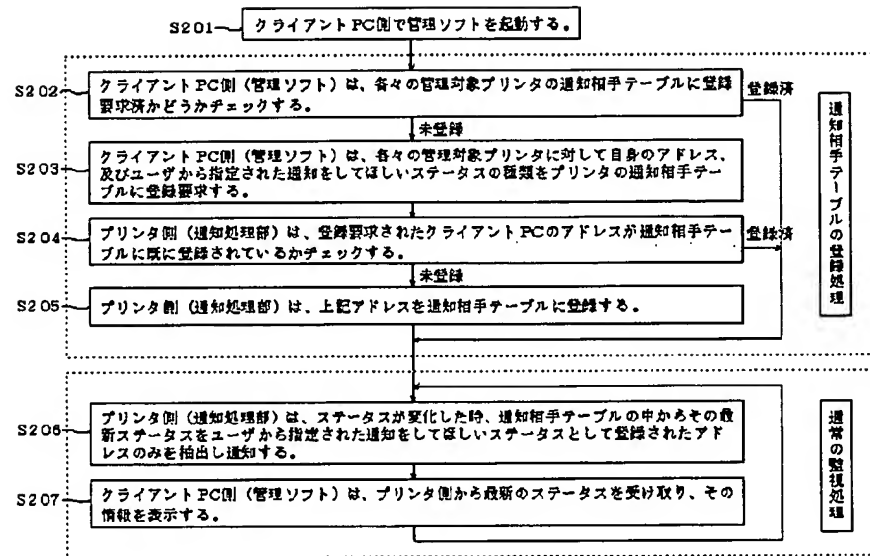 S201
クライアントPC側で管理ソフトを起動する。
S202
クライアントPC側（管理ソフト）は、各々の管理対象プリンタの通知相手テーブルに登録
要求済かどうかチェックする。
登録済
未登録
S203
クライアントPC側（管理ソフト）は、各々の管理対象プリンタに対して自身のアドレス、
及びユーザから指定された通知をしてほしいステータスの種類をプリンタの通知相手テー
ブルに登録要求する。
S204
プリンタ側（通知処理部）は、登録要求されたクライアントPCのアドレスが通知相手テー
ブルに既に登録されているかチェックする。
登録済
未登録
S205
プリンタ側（通知処理部）は、上記アドレスを通知相手テーブルに登録する。
通知相手テーブルの登録処理
S206
プリンタ側（通知処理部）は、ステータスが変化した時、通知相手テーブルの中からその最
新ステータスをユーザから指定された通知をしてほしいステータスとして登録されたアド
レスのみを抽出し通知する。
S207
クライアントPC側（管理ソフト）は、プリンタ側から最新のステータスを受け取り、その
情報を表示する。
通常の監視処理